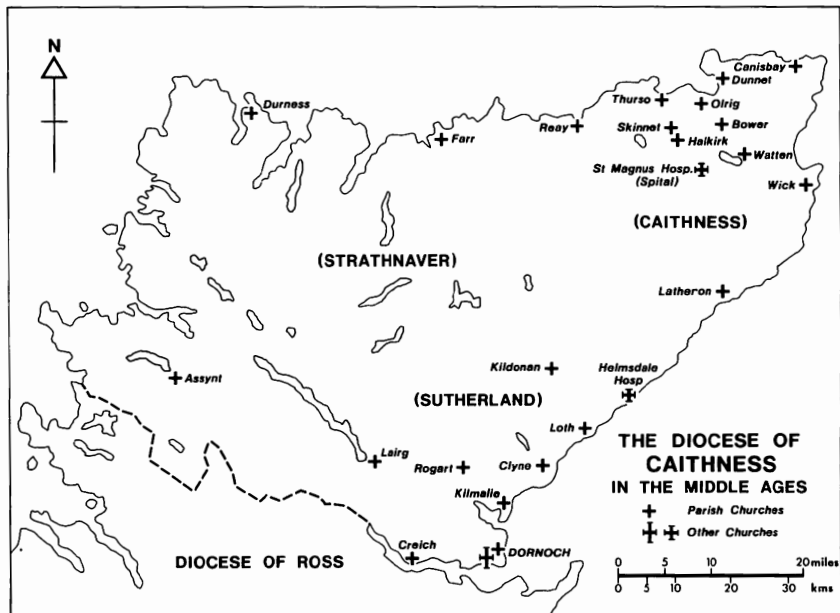 N
Canisbay
Dunnet
Durness
Thurso
Olrig
Farr
Reay
Skinnet
Bower
Halkirk
Watten
St Magnus Hosp.
(Spital)
Wick
(CAITHNESS)
(STRATHNAVER)
Latheron
Assynt
Kildonan
Helmsdale
Hosp
(SUTHERLAND)
Loth
Lairg
Rogart
Clyne
Kilmalie
Creich
DORNOCH
DIOCESE OF ROSS
THE DIOCESE OF
CAITHNESS
IN THE MIDDLE AGES
Parish Churches
Other Churches
0 5 10 20 miles
0 5 10 20 30 kms